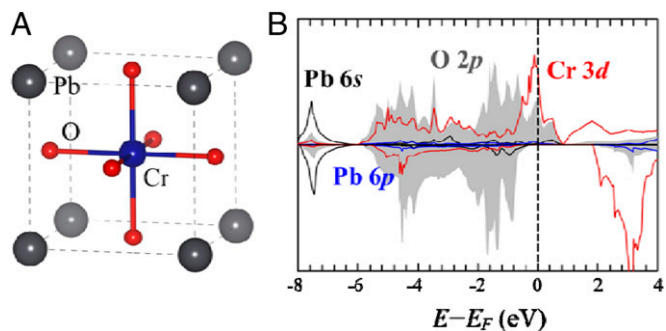 A
Pb
O
Cr
B
Pb 6s
O 2p
Cr 3d
Pb 6p
-8 -6 -4 -2 0 2 4
E−E_F (eV)